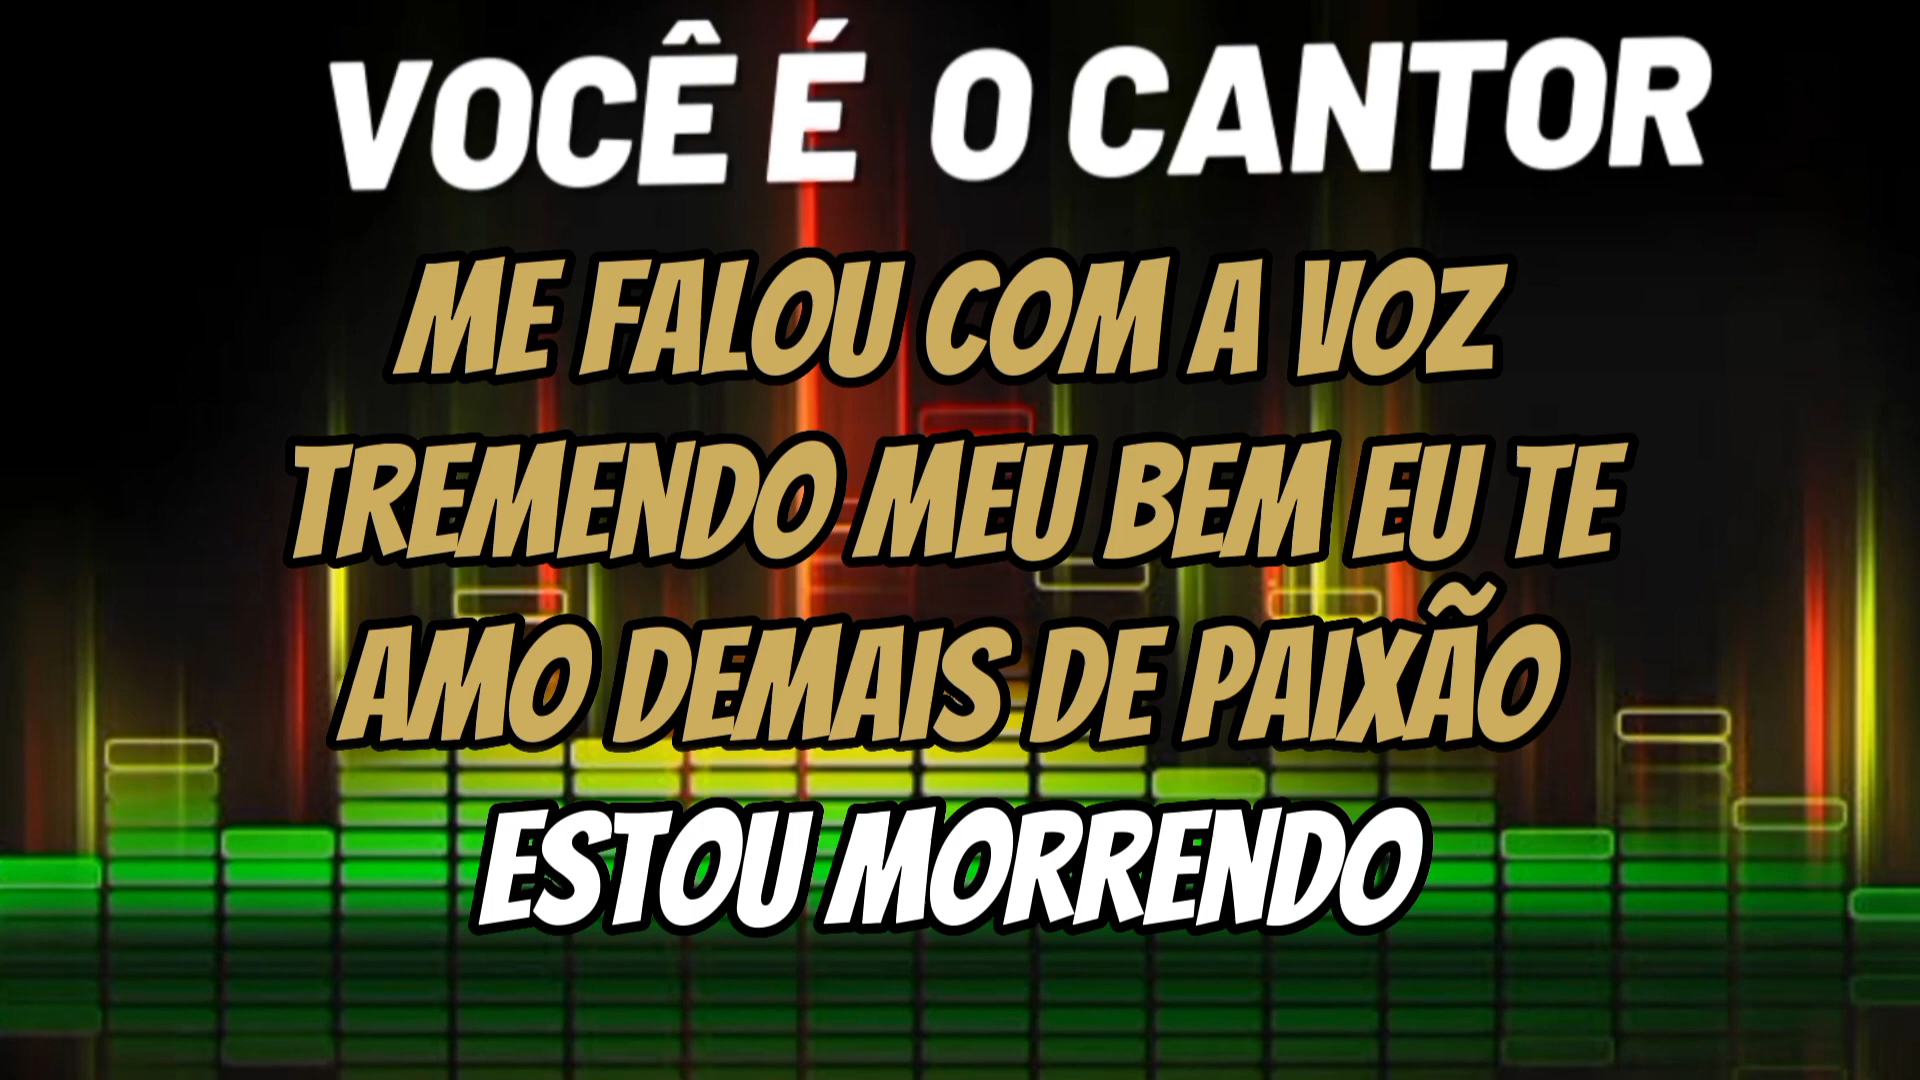 VOCÊ É O CANTOR
ME FALOU COM A VOZ
TREMENDO MEU BEM EU TE
AMO DEMAIS DE PAIXÃO
ESTOU MORRENDO